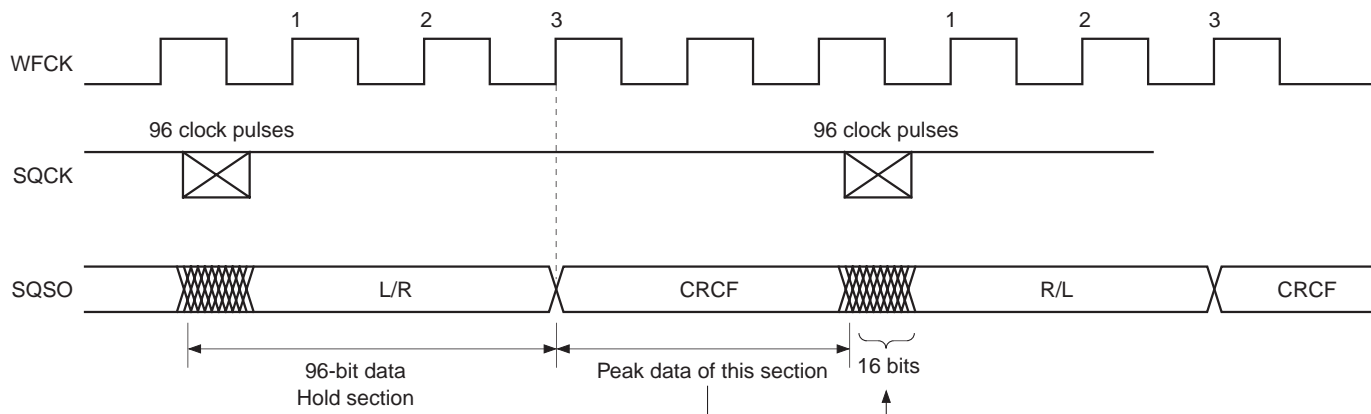 1 2 3 1 2 3
WFCK
96 clock pulses 96 clock pulses
SQCK
SQSO L/R CRCF R/L CRCF
96-bit data
Hold section
Peak data of this section
16 bits